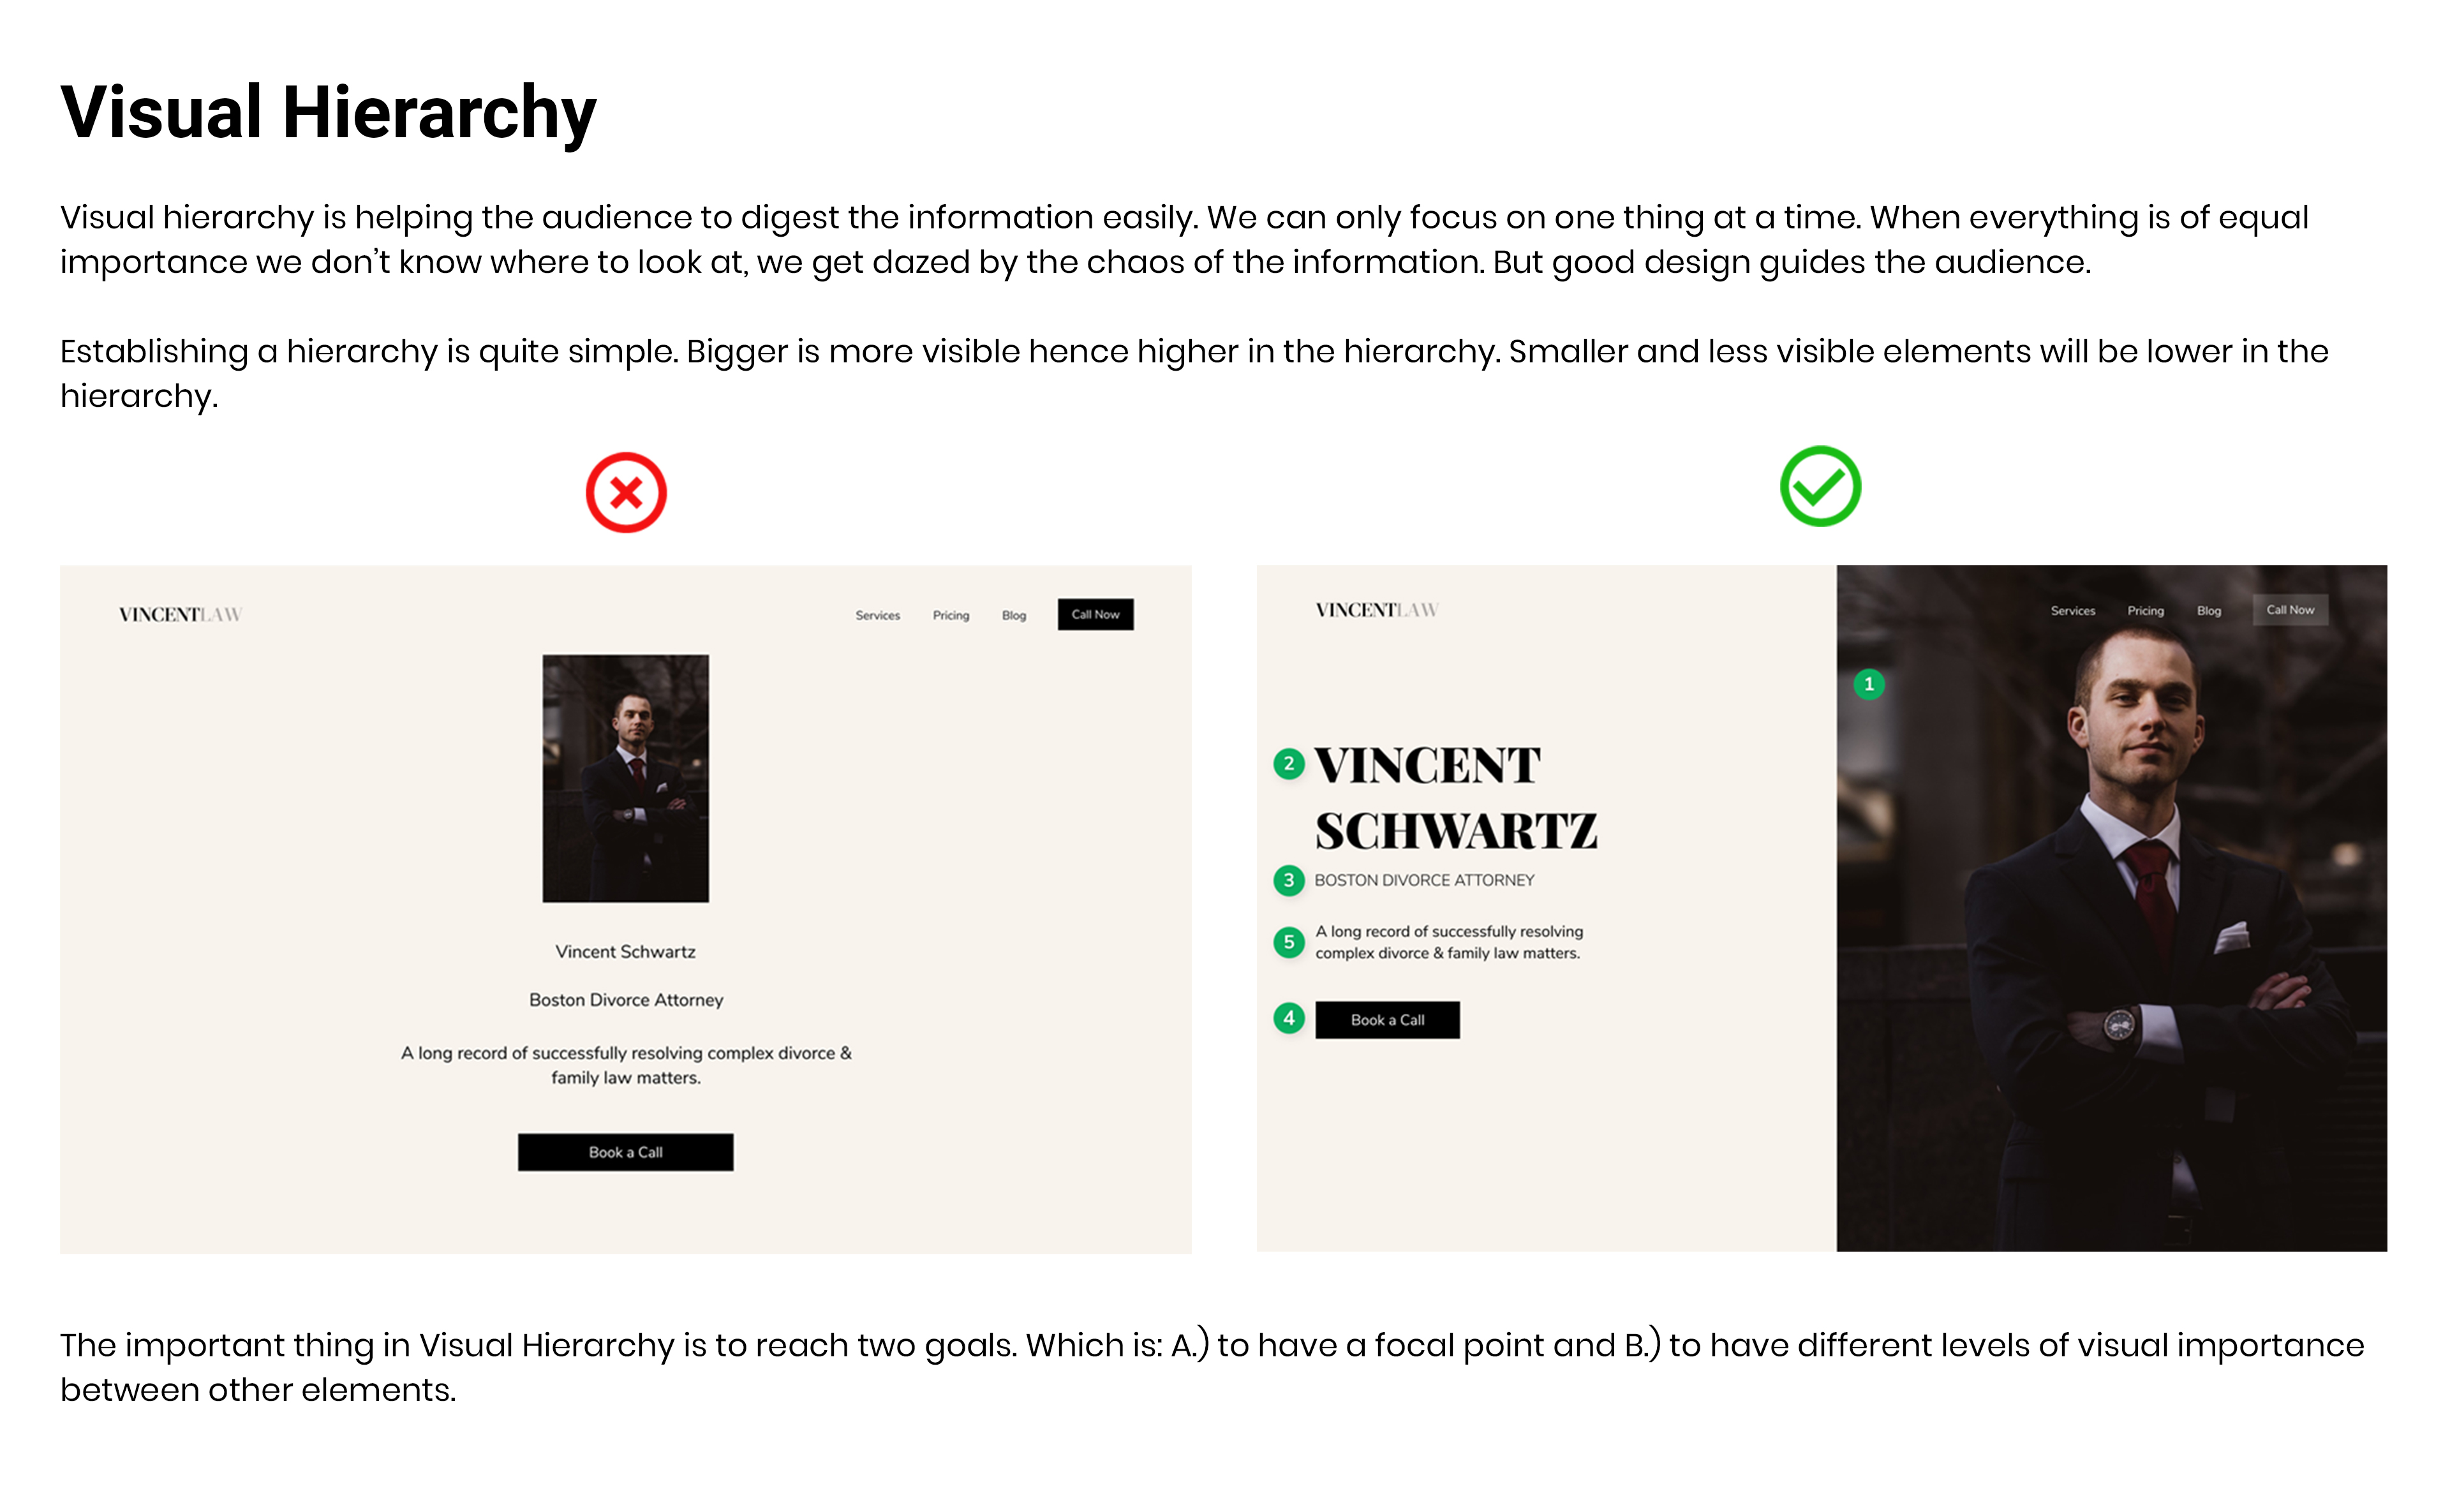 Visual Hierarchy
Visual hierarchy is helping the audience to digest the information easily. We can only focus on one thing at a time. When everything is of equal
importance we don't know where to look at, we get dazed by the chaos of the information. But good design guides the audience.
Establishing a hierarchy is quite simple. Bigger is more visible hence higher in the hierarchy. Smaller and less visible elements will be lower in the
hierarchy.
VINCENTLAW
Services Pricing Blog Call Now
Vincent Schwartz
Boston Divorce Attorney
A long record of successfully resolving complex divorce &
family law matters.
Book a Call
VINCENTLAW
Services Pricing Blog Call Now
1
2 VINCENT
SCHWARTZ
3 BOSTON DIVORCE ATTORNEY
5 A long record of successfully resolving
complex divorce & family law matters.
4 Book a Call
The important thing in Visual Hierarchy is to reach two goals. Which is: A.) to have a focal point and B.) to have different levels of visual importance
between other elements.